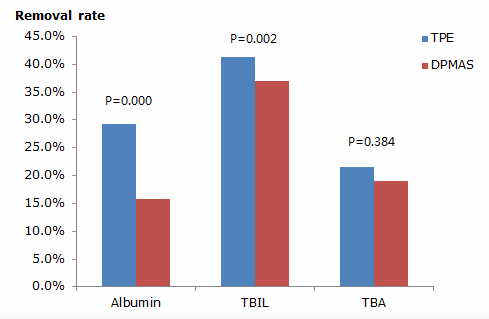 Removal rate
45.0%
40.0%
35.0%
30.0%
25.0%
20.0%
15.0%
10.0%
5.0%
0.0%
P=0.000
P=0.002
P=0.384
Albumin
TBIL
TBA
TPE
DPMAS